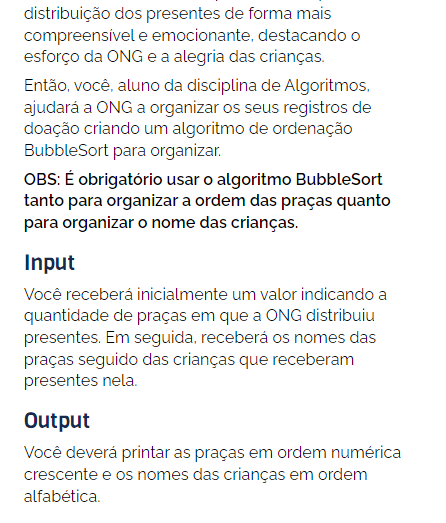 distribuição dos presentes de forma mais
compreensível e emocionante, destacando o
esforço da ONG e a alegria das crianças.
Então, você, aluno da disciplina de Algoritmos,
ajudará a ONG a organizar os seus registros de
doação criando um algoritmo de ordenação
BubbleSort para organizar.
OBS: É obrigatório usar o algoritmo BubbleSort
tanto para organizar a ordem das praças quanto
para organizar o nome das crianças.
Input
Você receberá inicialmente um valor indicando a
quantidade de praças em que a ONG distribuiu
presentes. Em seguida, receberá os nomes das
praças seguido das crianças que receberam
presentes nela.
Output
Você deverá printar as praças em ordem numérica
crescente e os nomes das crianças em ordem
alfabética.